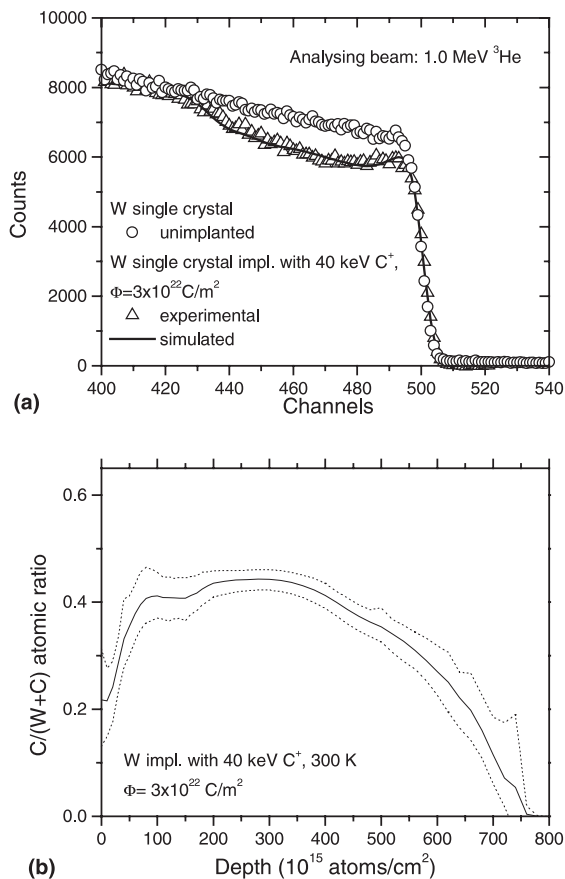 10000
8000
6000
4000
2000
0
Counts
Analysing beam: 1.0 MeV ³He
W single crystal
unimplanted
W single crystal impl. with 40 keV C⁺,
Φ=3x10²²C/m²
experimental
simulated
400 420 440 460 480 500 520 540
(a)
Channels
0.6
0.4
0.2
0.0
C/(W+C) atomic ratio
W impl. with 40 keV C⁺, 300 K
Φ= 3x10²² C/m²
0 100 200 300 400 500 600 700 800
(b)
Depth (10¹⁵ atoms/cm²)